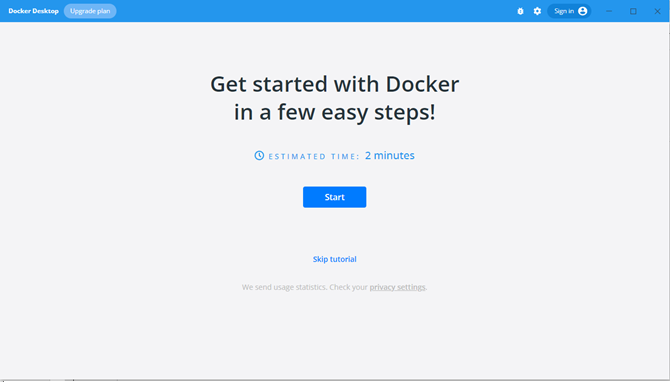 Docker Desktop Upgrade plan Sign in
Get started with Docker
in a few easy steps!
ESTIMATED TIME: 2 minutes
Start
Skip tutorial
We send usage statistics. Check your privacy settings.